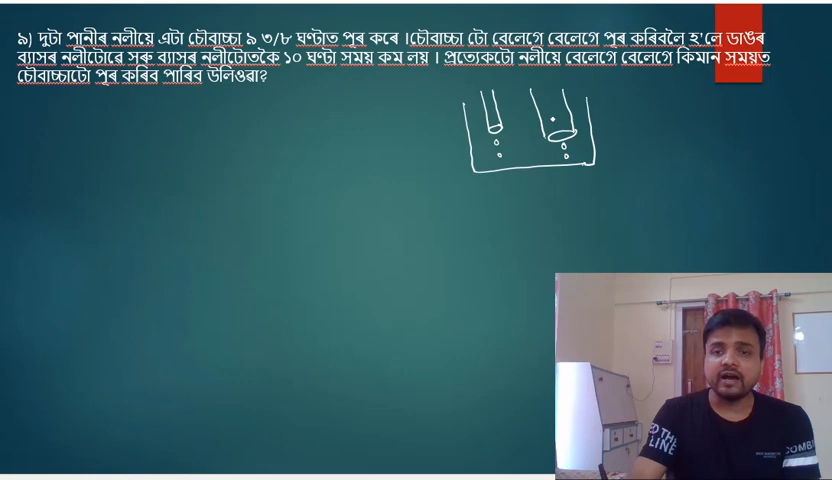 ৯) দুটা পানীৰ নলীয়ে এটা চৌবাচ্চা ৯ ৩/৮ ঘণ্টাত পূৰ কৰে ।চৌবাচ্চা টো বেলেগে বেলেগে পূৰ কৰিবলৈ হ'লে ডাঙৰ
ব্যাসৰ নলীটোৱে সৰু ব্যাসৰ নলীটোতকৈ ১০ ঘণ্টা সময় কম লয় । প্ৰত্যেকটো নলীয়ে বেলেগে বেলেগে কিমান সময়ত
চৌবাচ্চাটো পূৰ কৰিব পাৰিব উলিওৱা?